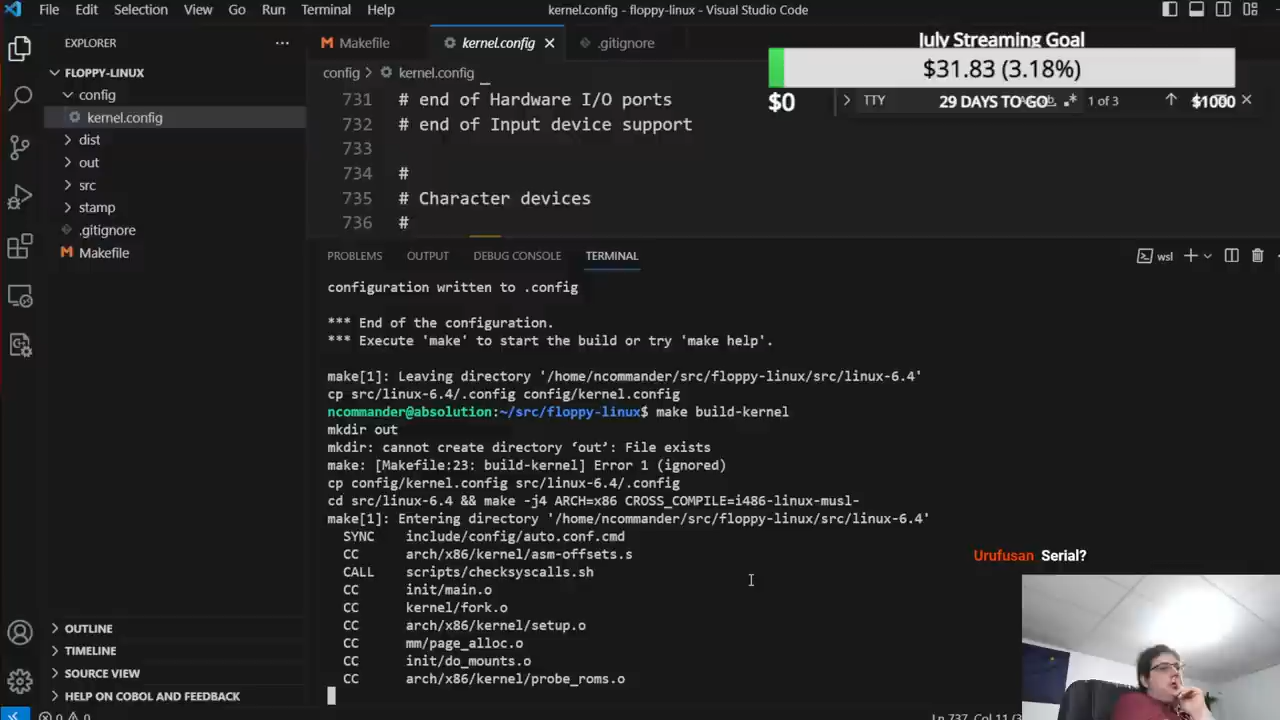 File Edit Selection View Go Run Terminal Help
kernel.config - floppy-linux - Visual Studio Code
EXPLORER
Makefile
kernel.config
.gitignore
July Streaming Goal
$31.83 (3.18%)
$0
29 DAYS TO GO
$1000
FLOPPY-LINUX
config
kernel.config
dist
out
src
stamp
.gitignore
Makefile
config > kernel.config
TTY
1 of 3
731 # end of Hardware I/O ports
732 # end of Input device support
733
734 #
735 # Character devices
736 #
PROBLEMS OUTPUT DEBUG CONSOLE TERMINAL
wsl
configuration written to .config
*** End of the configuration.
*** Execute 'make' to start the build or try 'make help'.
make[1]: Leaving directory '/home/ncommander/src/floppy-linux/src/linux-6.4'
cp src/linux-6.4/.config config/kernel.config
ncommander@absolution:~/src/floppy-linux$ make build-kernel
mkdir out
mkdir: cannot create directory ‘out’: File exists
make: [Makefile:23: build-kernel] Error 1 (ignored)
cp config/kernel.config src/linux-6.4/.config
cd src/linux-6.4 && make -j4 ARCH=x86 CROSS_COMPILE=i486-linux-musl-
make[1]: Entering directory '/home/ncommander/src/floppy-linux/src/linux-6.4'
SYNC include/config/auto.conf.cmd
CC arch/x86/kernel/asm-offsets.s
CALL scripts/checksyscalls.sh
CC init/main.o
CC kernel/fork.o
CC arch/x86/kernel/setup.o
CC mm/page_alloc.o
CC init/do_mounts.o
CC arch/x86/kernel/probe_roms.o
Urufusan Serial?
OUTLINE
TIMELINE
SOURCE VIEW
HELP ON COBOL AND FEEDBACK
0 0
Ln 737, Col 11